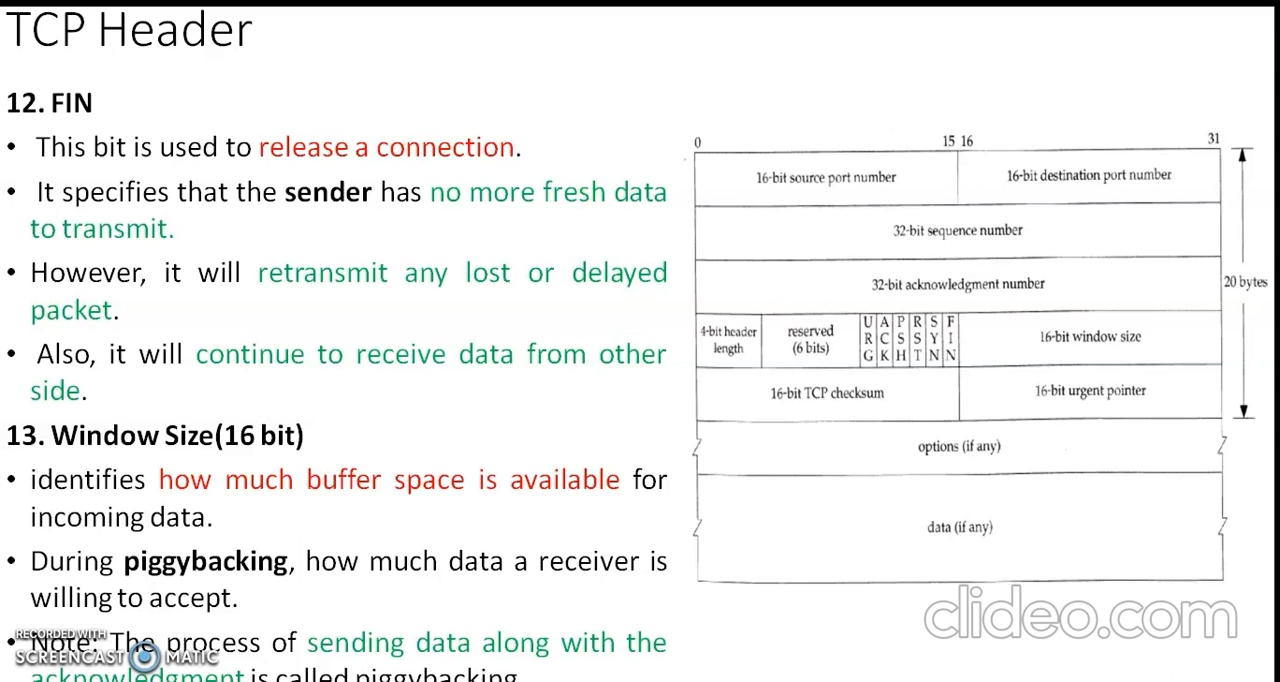 TCP Header
12. FIN
• This bit is used to release a connection.
• It specifies that the sender has no more fresh data
to transmit.
• However, it will retransmit any lost or delayed
packet.
• Also, it will continue to receive data from other
side.
13. Window Size(16 bit)
• identifies how much buffer space is available for
incoming data.
• During piggybacking, how much data a receiver is
willing to accept.
• Note: The process of sending data along with the
acknowledgment is called piggybacking
RECORDED WITH
SCREENCAST MATIC
0 15 16 31
16-bit source port number 16-bit destination port number
32-bit sequence number
32-bit acknowledgment number
20 bytes
4-bit header
length
reserved
(6 bits)
U A P R S F
R C S S Y I
G K H T N N
16-bit window size
16-bit TCP checksum 16-bit urgent pointer
options (if any)
data (if any)
clideo.com